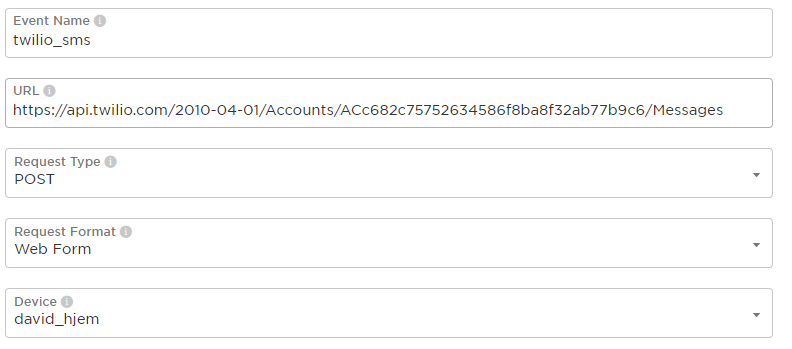 Event Name
twilio_sms
URL
https://api.twilio.com/2010-04-01/Accounts/ACc682c75752634586f8ba8f32ab77b9c6/Messages
Request Type
POST
Request Format
Web Form
Device
david_hjem